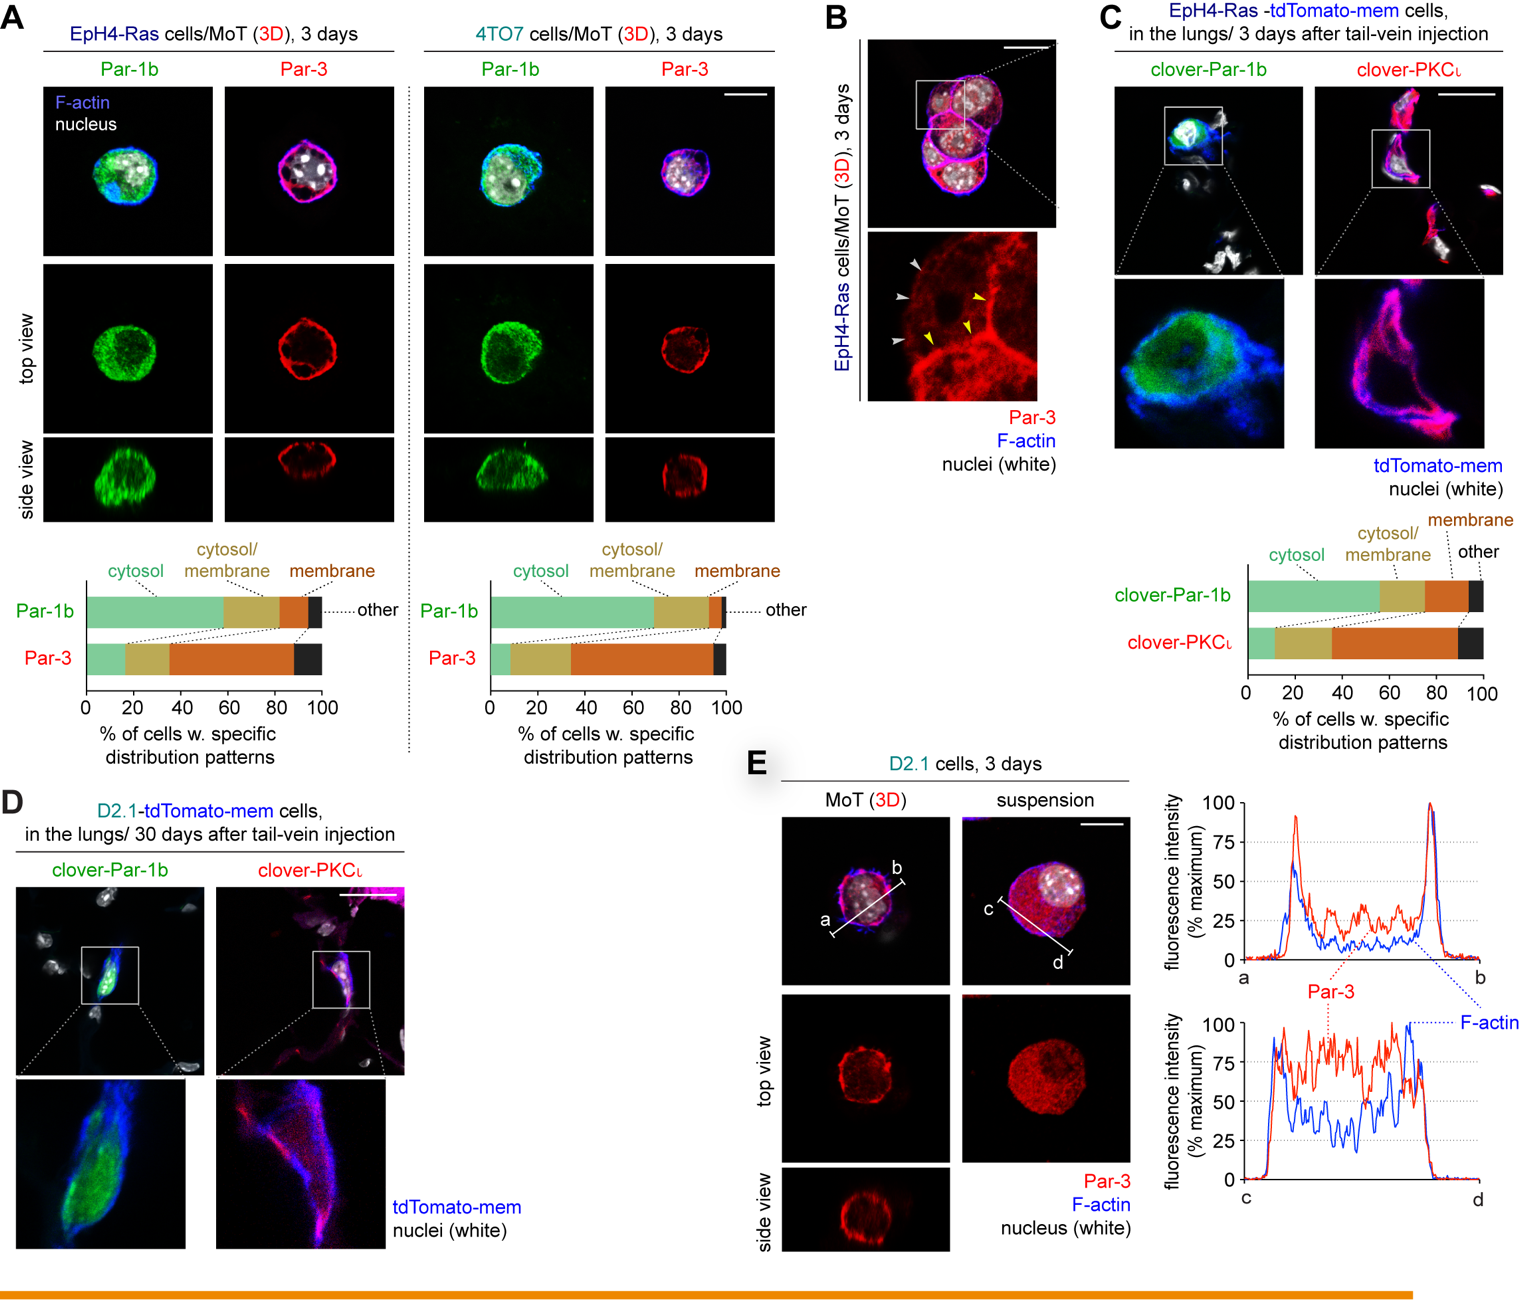 A
EpH4-Ras cells/MoT (3D), 3 days
4TO7 cells/MoT (3D), 3 days
Par-1b
Par-3
Par-1b
Par-3
F-actin
nucleus
top view
side view
cytosol
cytosol/
membrane
membrane
other
Par-1b
Par-3
0 20 40 60 80 100
% of cells w. specific
distribution patterns
cytosol
cytosol/
membrane
membrane
other
Par-1b
Par-3
0 20 40 60 80 100
% of cells w. specific
distribution patterns
B
EpH4-Ras cells/MoT (3D), 3 days
Par-3
F-actin
nuclei (white)
C
EpH4-Ras -tdTomato-mem cells,
in the lungs/ 3 days after tail-vein injection
clover-Par-1b
clover-PKCι
tdTomato-mem
nuclei (white)
cytosol
cytosol/
membrane
membrane
other
clover-Par-1b
clover-PKCι
0 20 40 60 80 100
% of cells w. specific
distribution patterns
D
D2.1-tdTomato-mem cells,
in the lungs/ 30 days after tail-vein injection
clover-Par-1b
clover-PKCι
tdTomato-mem
nuclei (white)
E
D2.1 cells, 3 days
MoT (3D)
suspension
a
b
c
d
top view
side view
Par-3
F-actin
nucleus (white)
fluorescence intensity
(% maximum)
100
75
50
25
0
a
b
Par-3
F-actin
fluorescence intensity
(% maximum)
100
75
50
25
0
c
d